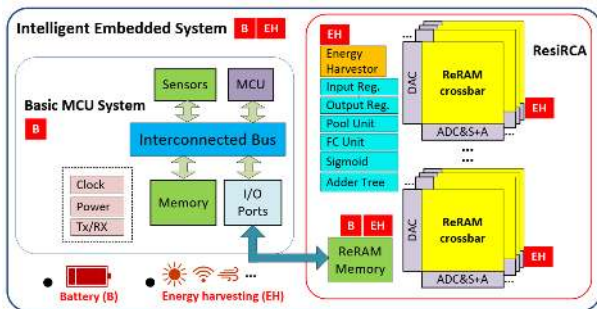 Intelligent Embedded System
B EH
Basic MCU System
B
Sensors
MCU
Interconnected Bus
Memory
I/O
Ports
Clock
Power
Tx/RX
Battery (B)
...
Energy harvesting (EH)
EH
Energy
Harvestor
Input Reg.
Output Reg.
Pool Unit
FC Unit
Sigmoid
Adder Tree
B EH
ReRAM
Memory
ResiRCA
...
DAC
ReRAM
crossbar
EH
ADC&S+A
...
...
...
...
DAC
ReRAM
crossbar
EH
ADC&S+A
...